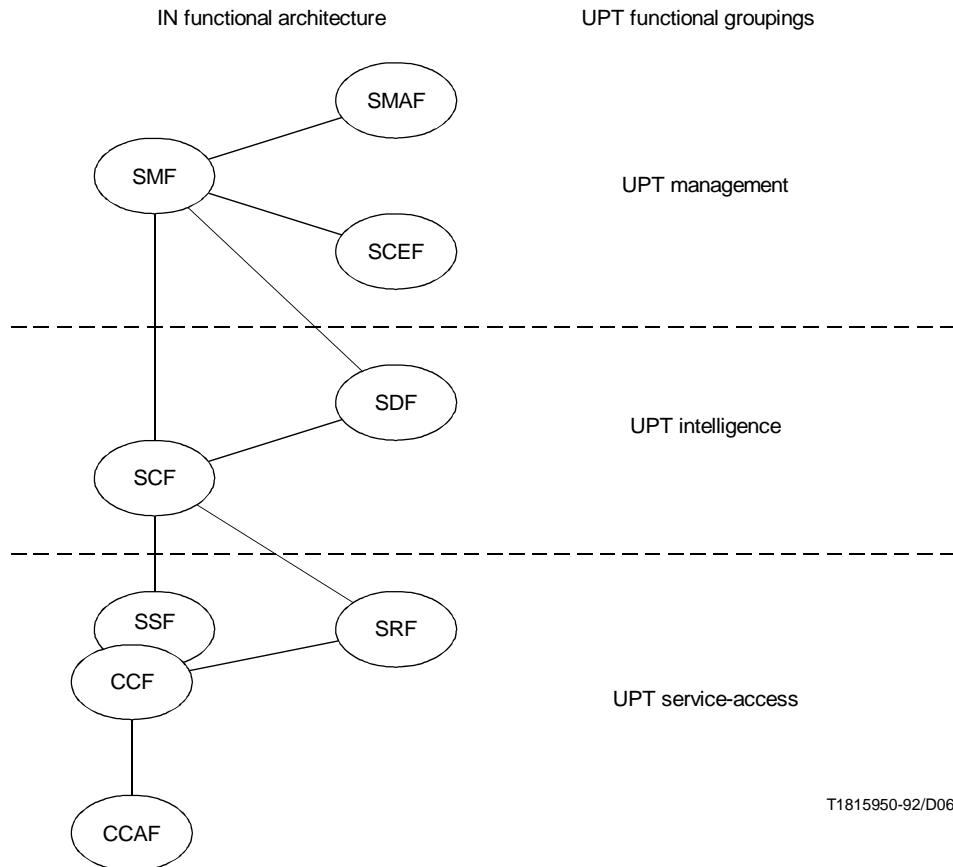 IN functional architecture
UPT functional groupings
SMAF
SMF
UPT management
SCEF
SDF
UPT intelligence
SCF
SSF
SRF
CCF
UPT service-access
T1815950-92/D06
CCAF